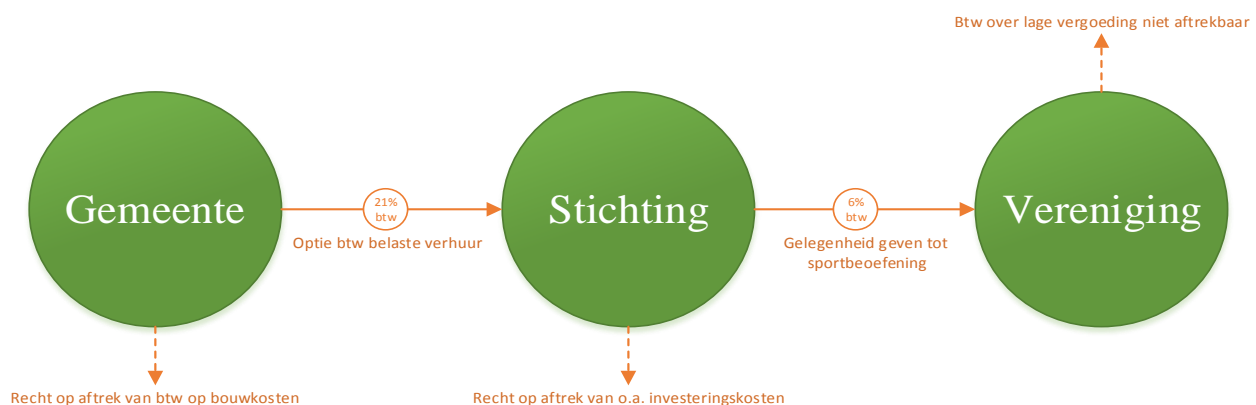 Btw over lage vergoeding niet aftrekbaar
Gemeente
21%
btw
Optie btw belaste verhuur
Stichting
6%
btw
Gelegenheid geven tot
sportbeoefening
Vereniging
Recht op aftrek van btw op bouwkosten
Recht op aftrek van o.a. investeringskosten